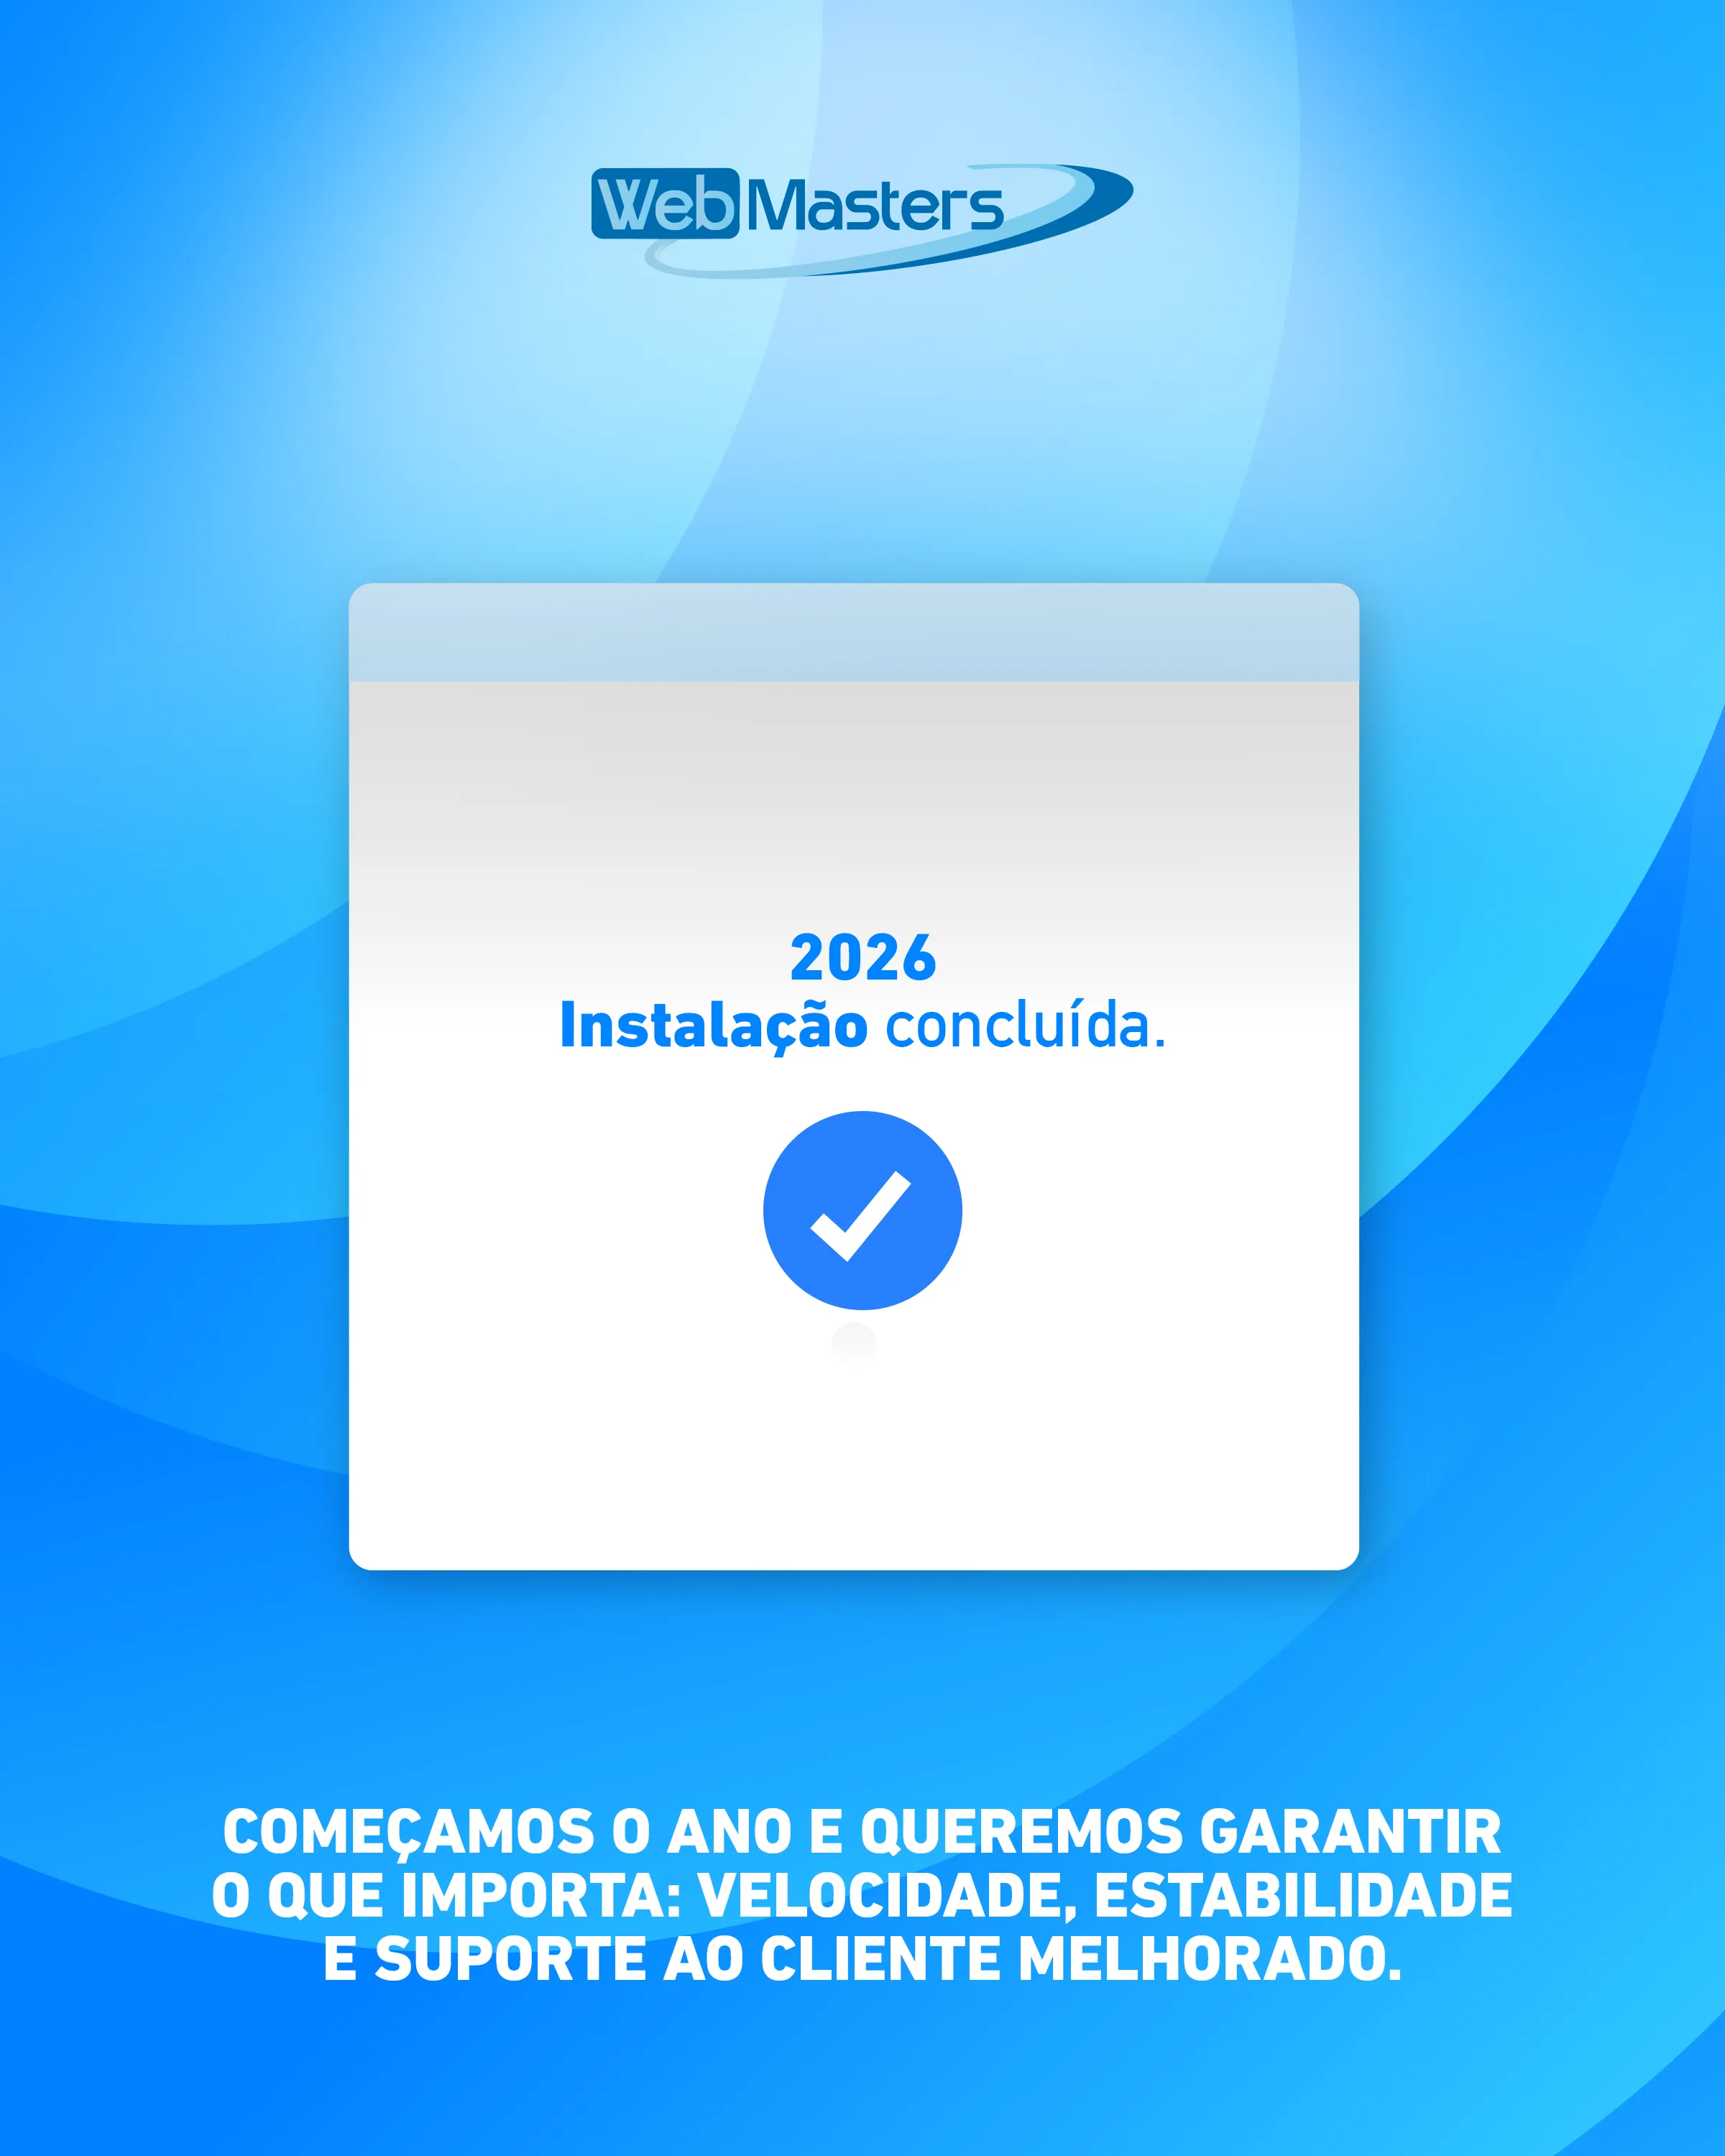 WebMasters
2026
Instalação concluída.
COMEÇAMOS O ANO E QUEREMOS GARANTIR
O QUE IMPORTA: VELOCIDADE, ESTABILIDADE
E SUPORTE AO CLIENTE MELHORADO.